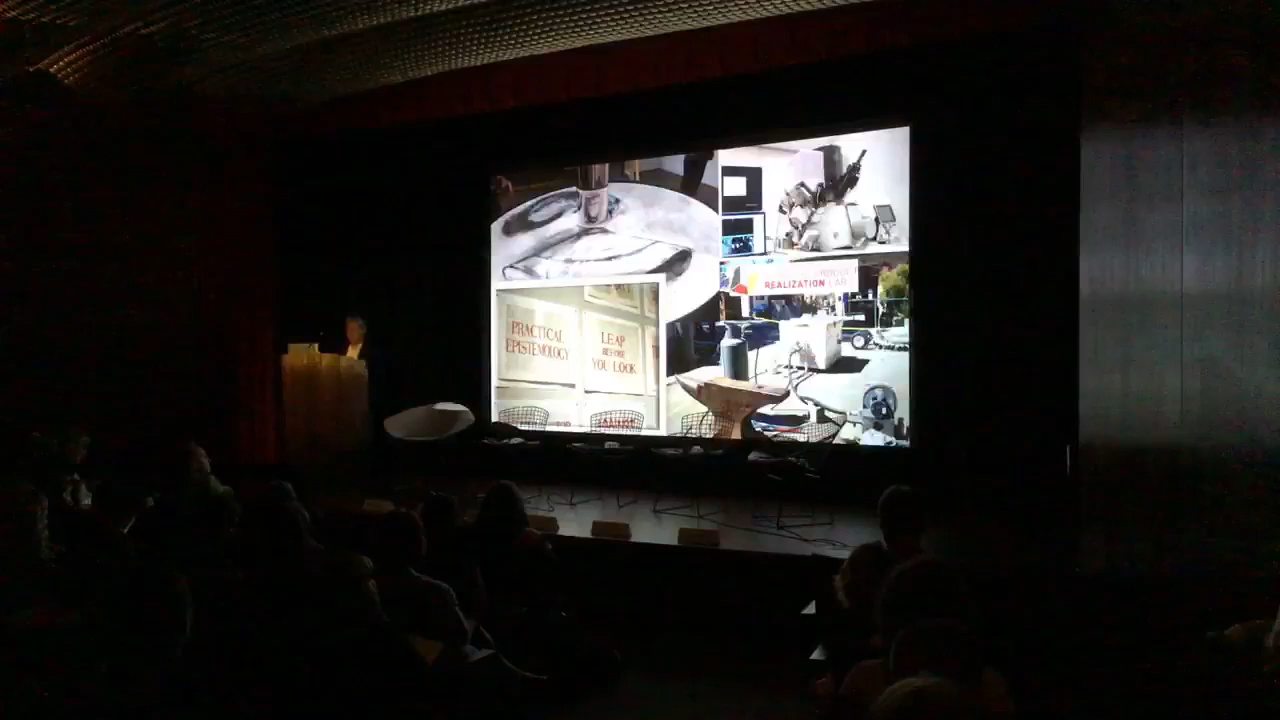 REALIZATION LAB
PRACTICAL
EPISTEMOLOGY
LEAP
BEFORE
YOU LOOK